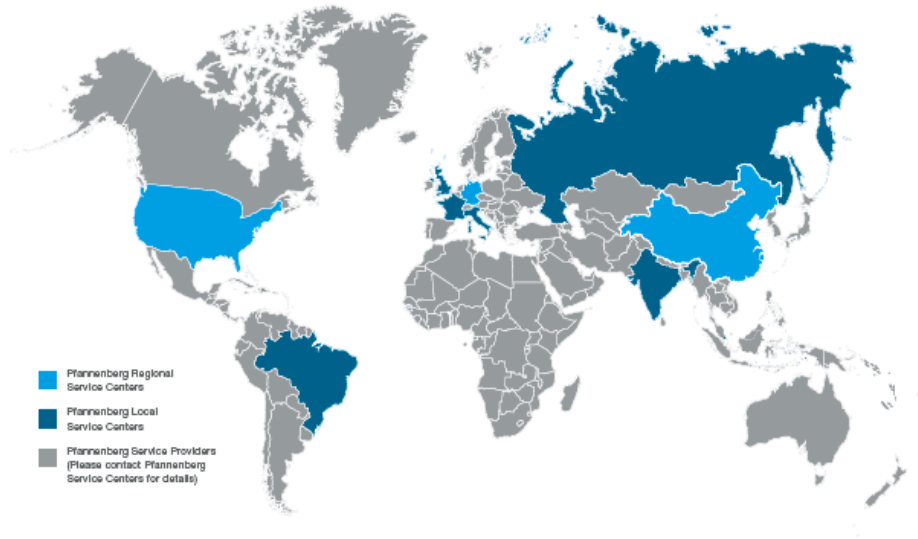 Pfannenberg Regional
Service Centers
Pfannenberg Local
Service Centers
Pfannenberg Service Providers
(Please contact Pfannenberg
Service Centers for details)